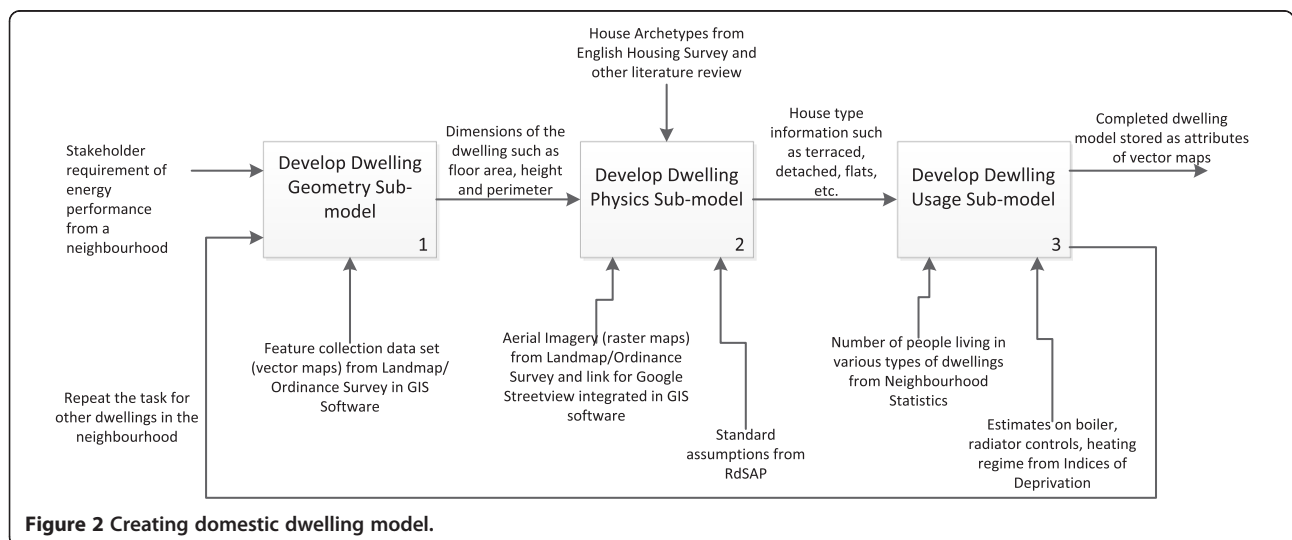 House Archetypes from
English Housing Survey and
other literature review
Stakeholder
requirement of
energy
performance
from a
neighbourhood
Develop Dwelling
Geometry Sub-
model
1
Dimensions of the
dwelling such as
floor area, height
and perimeter
Develop Dwelling
Physics Sub-model
2
House type
information such
as terraced,
detached, flats,
etc.
Develop Dewlling
Usage Sub-model
3
Completed dwelling
model stored as attributes
of vector maps
Feature collection data set
(vector maps) from Landmap/
Ordinance Survey in GIS
Software
Aerial Imagery (raster maps)
from Landmap/Ordinance
Survey and link for Google
Streetview integrated in GIS
software
Standard
assumptions from
RdSAP
Number of people living in
various types of dwellings
from Neighbourhood
Statistics
Estimates on boiler,
radiator controls, heating
regime from Indices of
Deprivation
Repeat the task for
other dwellings in the
neighbourhood
Figure 2 Creating domestic dwelling model.